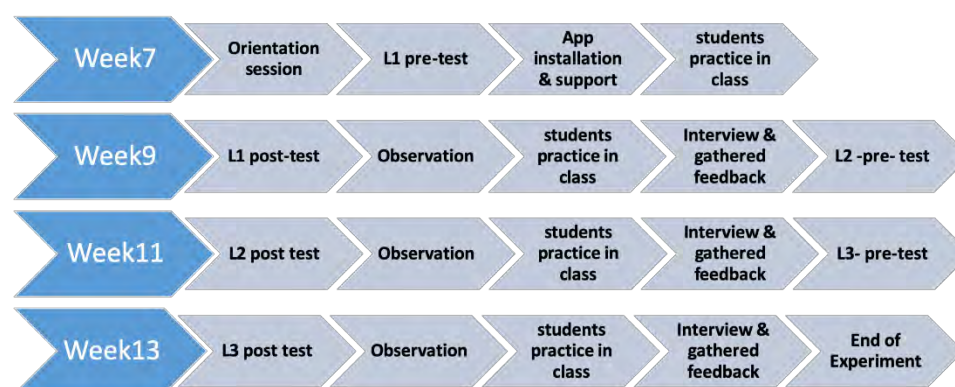 Week7
Orientation
session
L1 pre-test
App
installation
& support
students
practice in
class
Week9
L1 post-test
Observation
students
practice in
class
Interview &
gathered
feedback
L2 -pre- test
Week11
L2 post test
Observation
students
practice in
class
Interview &
gathered
feedback
L3- pre-test
Week13
L3 post test
Observation
students
practice in
class
Interview &
gathered
feedback
End of
Experiment